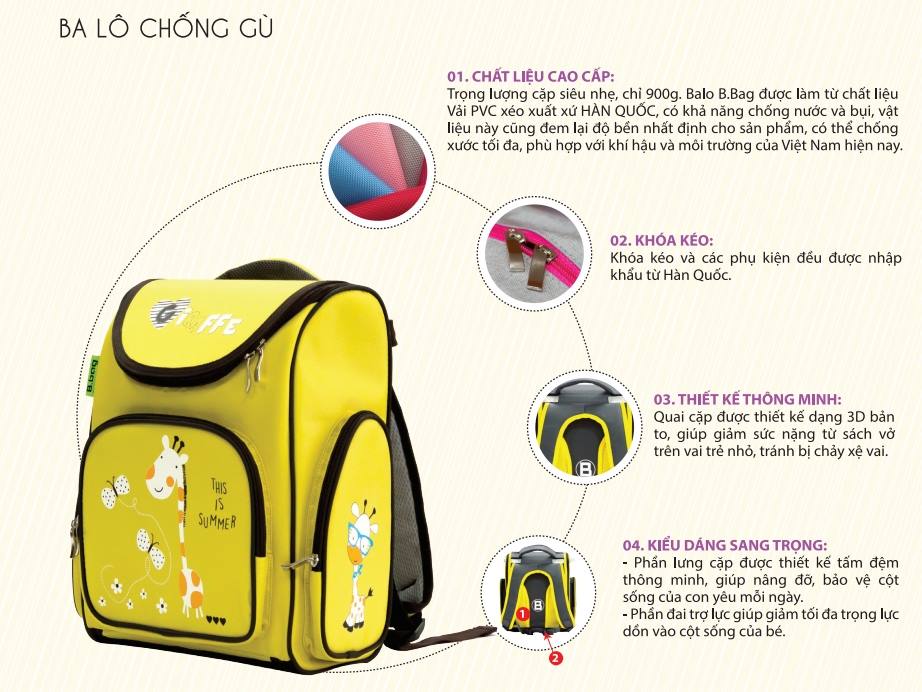 BA LÔ CHỐNG GÙ
01. CHẤT LIỆU CAO CẤP:
Trọng lượng cặp siêu nhẹ, chỉ 900g. Balo B.Bag được làm từ chất liệu
Vải PVC xéo xuất xứ HÀN QUỐC, có khả năng chống nước và bụi, vật
liệu này cũng đem lại độ bền nhất định cho sản phẩm, có thể chống
xước tối đa, phù hợp với khí hậu và môi trường của Việt Nam hiện nay.
02. KHÓA KÉO:
Khóa kéo và các phụ kiện đều được nhập
khẩu từ Hàn Quốc.
GIRAFFE
B.bag
03. THIẾT KẾ THÔNG MINH:
Quai cặp được thiết kế dạng 3D bản
to, giúp giảm sức nặng từ sách vở
trên vai trẻ nhỏ, tránh bị chảy xệ vai.
B
THIS
IS
SUMMER
04. KIỂU DÁNG SANG TRỌNG:
- Phần lưng cặp được thiết kế tấm đệm
thông minh, giúp nâng đỡ, bảo vệ cột
sống của con yêu mỗi ngày.
- Phần đai trợ lực giúp giảm tối đa trọng lực
dồn vào cột sống của bé.
1
B
2